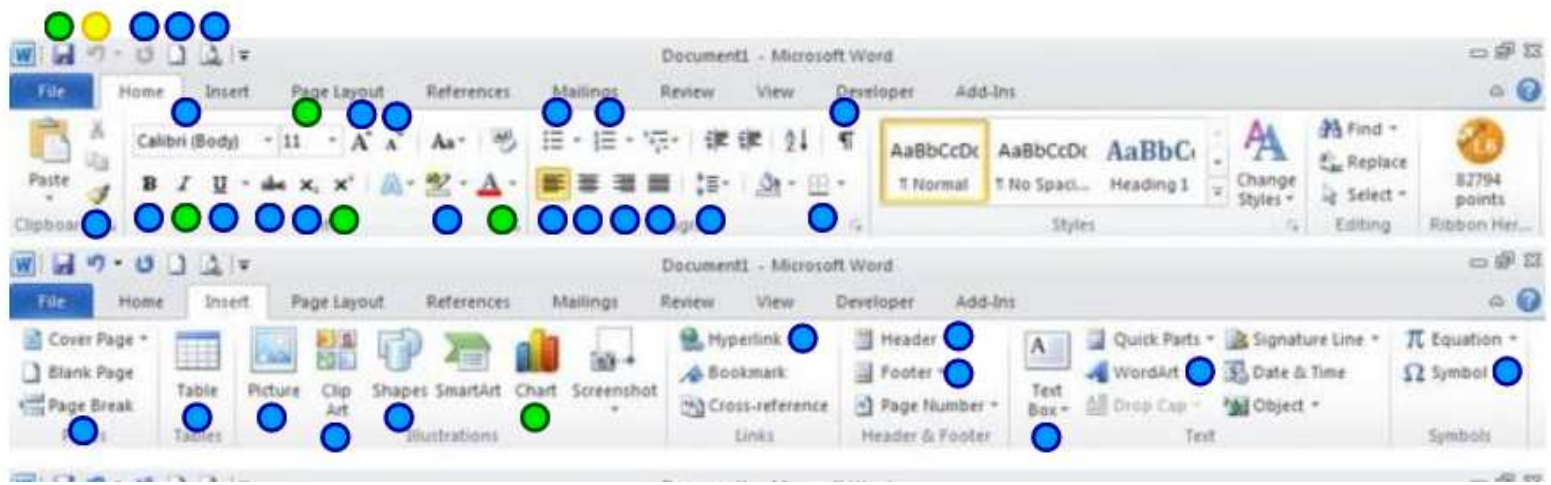 Document1 - Microsoft Word
File Home Insert Page Layout References Mailings Review View Developer Add-Ins
Calibri (Body) 11 Aa AaBbCcDc AaBbCcDc AaBbC Find
Replace
Paste B I U abc x, x² A ¶ Normal ¶ No Spaci... Heading 1 Change Styles Select 82794 points
Styles Editing Ribbon Her...
Document1 - Microsoft Word
File Home Insert Page Layout References Mailings Review View Developer Add-Ins
Cover Page Hyperlink Header Quick Parts Signature Line Equation
Blank Page Table Picture Clip Art Shapes SmartArt Chart Screenshot Bookmark Footer Text Box WordArt Date & Time Symbol
Page Break Cross-reference Page Number Drop Cap Object
Tables Illustrations Links Header & Footer Text Symbols